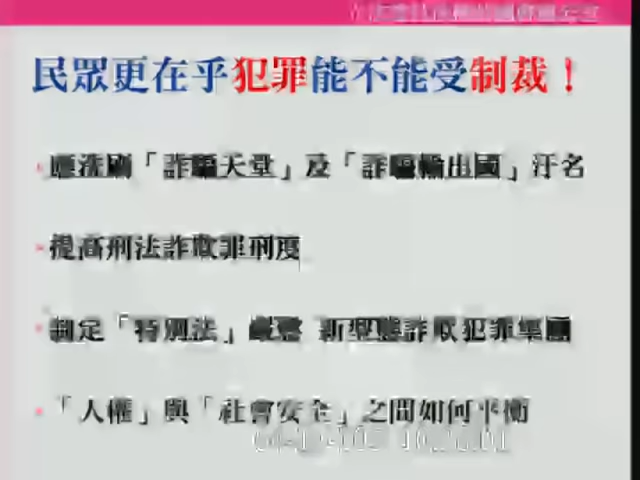 民眾更在乎犯罪能不能受制裁！
應洗刷「詐騙天堂」及「詐騙輸出國」汙名
提高刑法詐欺罪刑度
制定「特別法」嚴懲 新型態詐欺犯罪集團
「人權」與「社會安全」之間如何平衡